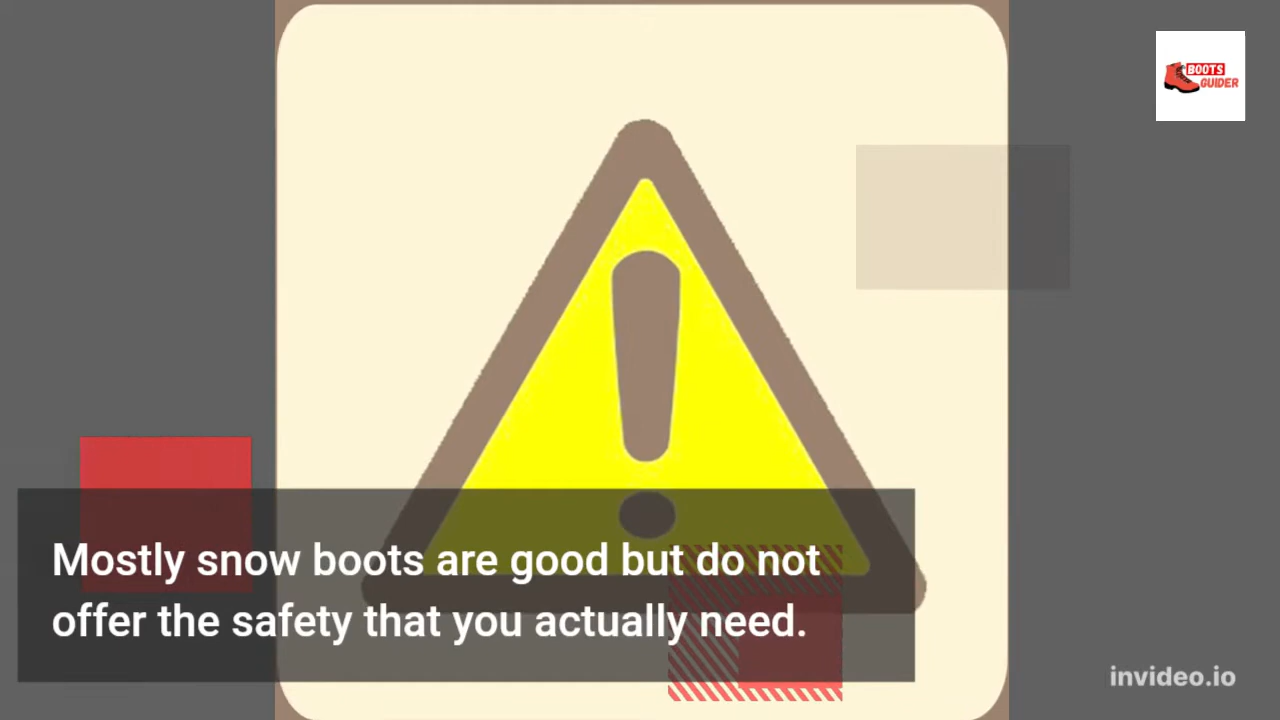 BOOTS
GUIDER
Mostly snow boots are good but do not
offer the safety that you actually need.
invideo.io